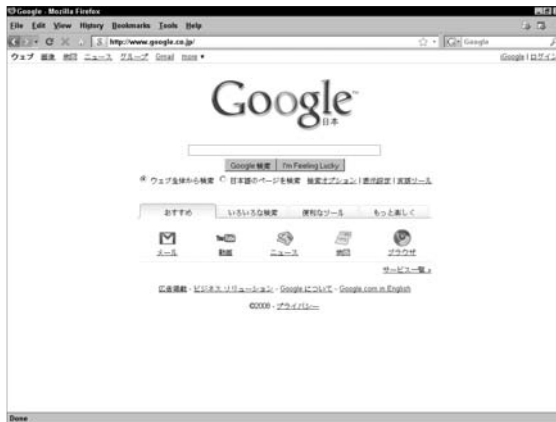 Google - Mozilla Firefox
File Edit View History Bookmarks Tools Help
http://www.google.co.jp/ Google
ウェブ 画像 地図 ニュース グループ Gmail more ▼ iGoogle | ログイン
Google™
日本
Google 検索 I'm Feeling Lucky
ウェブ全体から検索 日本語のページを検索 検索オプション | 表示設定 | 言語ツール
おすすめ いろいろな検索 便利なツール もっと楽しく
メール 動画 ニュース 地図 ブラウザ
サービス一覧 »
広告掲載 - ビジネス ソリューション - Google について - Google.com in English
©2008 - プライバシー
Done